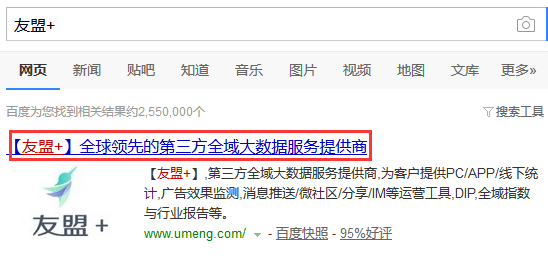 友盟+
网页 新闻 贴吧 知道 音乐 图片 视频 地图 文库 更多»
百度为您找到相关结果约2,550,000个 搜索工具
【友盟+】全球领先的第三方全域大数据服务提供商
【友盟+】,第三方全域大数据服务提供商,为客户提供PC/APP/线下统
计,广告效果监测,消息推送/微社区/分享/IM等运营工具,DIP,全域指数
与行业报告等。
友盟+
www.umeng.com/ - 百度快照 - 95%好评